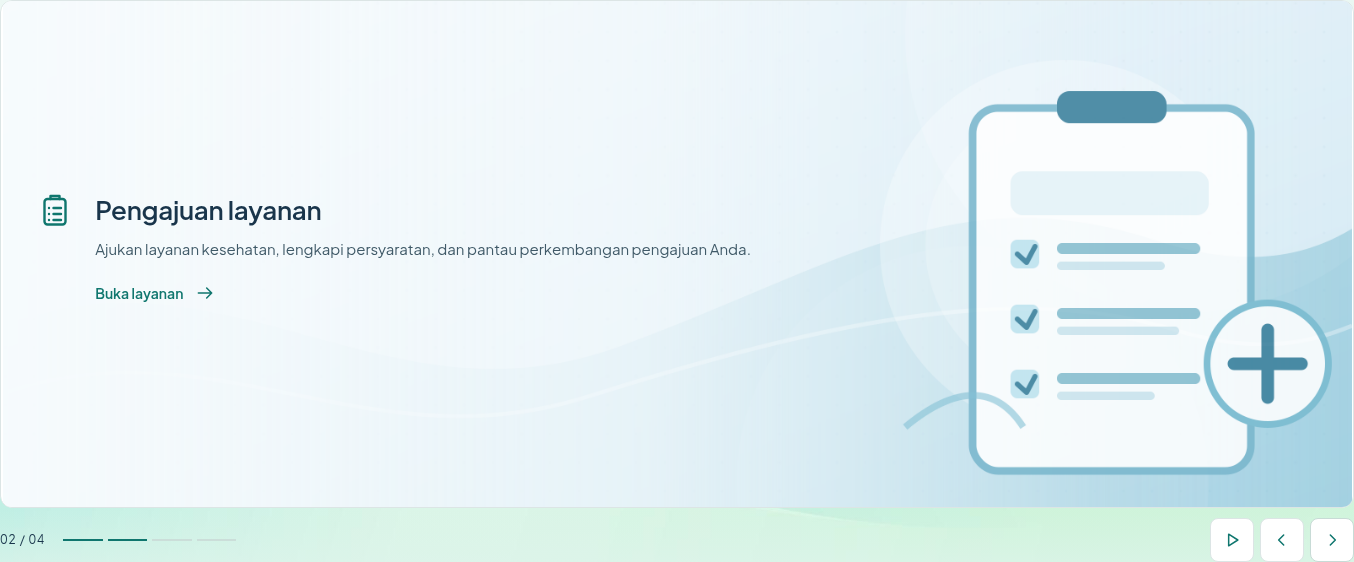 Pengajuan layanan
Ajukan layanan kesehatan, lengkapi persyaratan, dan pantau perkembangan pengajuan Anda.
Buka layanan
02 / 04